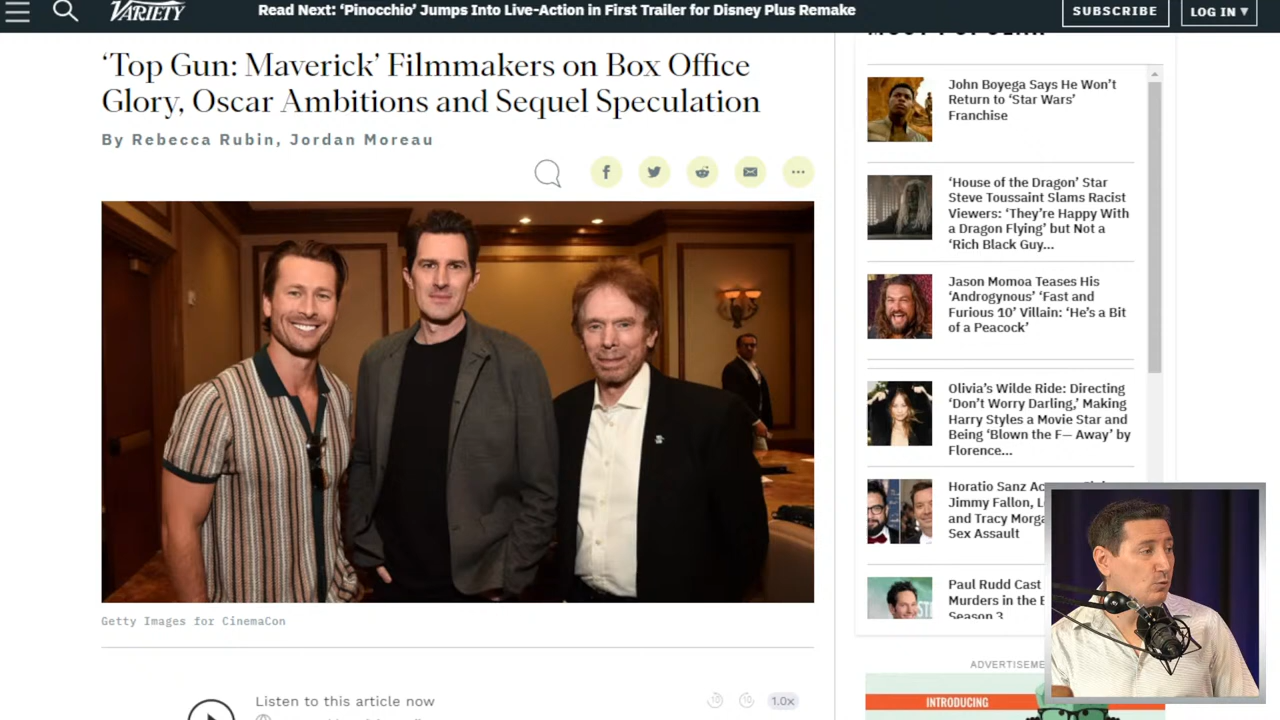 VARIETY
Read Next: ‘Pinocchio’ Jumps Into Live-Action in First Trailer for Disney Plus Remake
SUBSCRIBE
LOG IN ▼
‘Top Gun: Maverick’ Filmmakers on Box Office
Glory, Oscar Ambitions and Sequel Speculation
By Rebecca Rubin, Jordan Moreau
Getty Images for CinemaCon
Listen to this article now
1.0x
John Boyega Says He Won’t
Return to ‘Star Wars’
Franchise
‘House of the Dragon’ Star
Steve Toussaint Slams Racist
Viewers: ‘They’re Happy With
a Dragon Flying’ but Not a
‘Rich Black Guy...
Jason Momoa Teases His
‘Androgynous’ ‘Fast and
Furious 10’ Villain: ‘He’s a Bit
of a Peacock’
Olivia’s Wilde Ride: Directing
‘Don’t Worry Darling,’ Making
Harry Styles a Movie Star and
Being ‘Blown the F— Away’ by
Florence...
Horatio Sanz
Jimmy Fallon,
and Tracy
Sex Assault
Paul Rudd Cast
Murders in the
Season 3
INTRODUCING